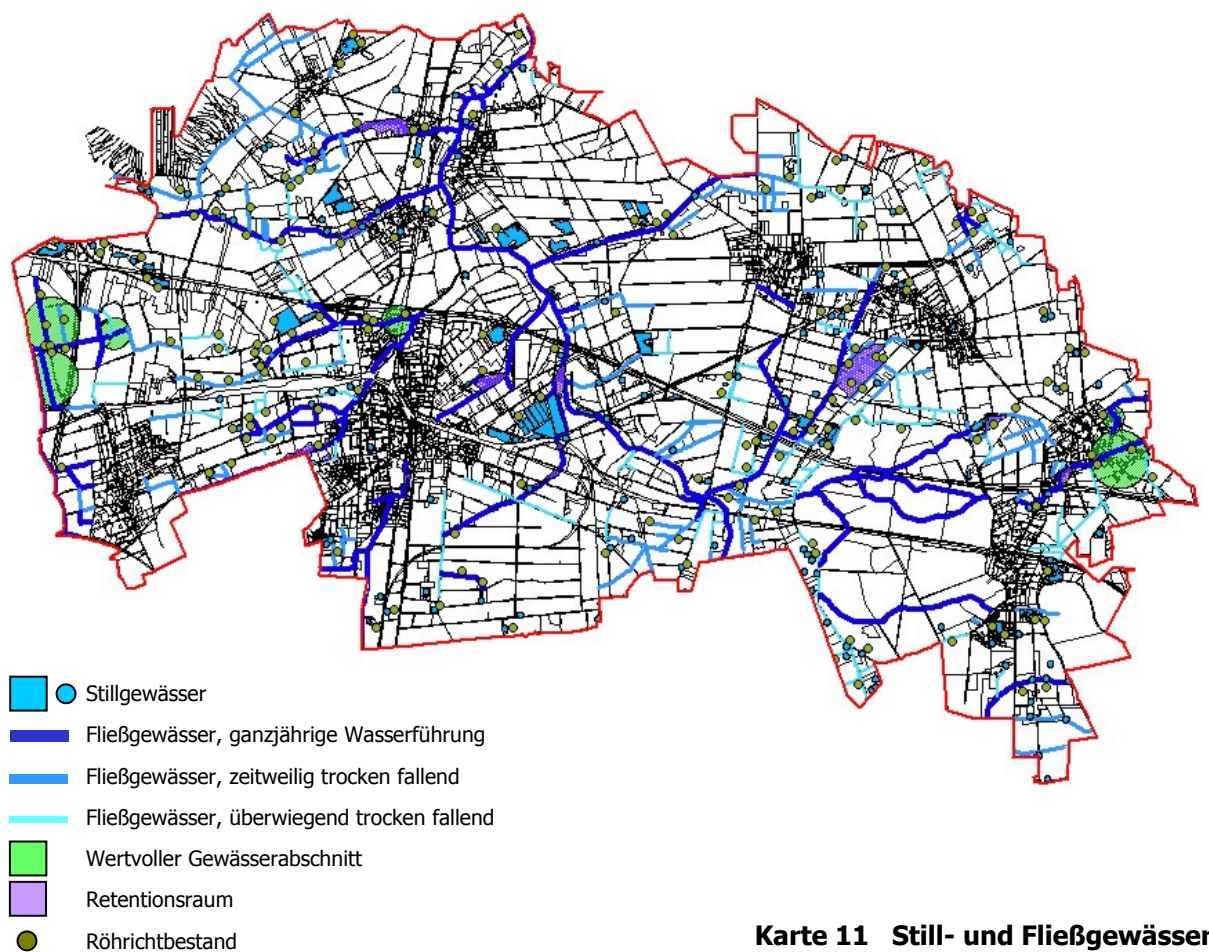 Stillgewässer
Fließgewässer, ganzjährige Wasserführung
Fließgewässer, zeitweilig trocken fallend
Fließgewässer, überwiegend trocken fallend
Wertvoller Gewässerabschnitt
Retentionsraum
Röhrichtbestand
Karte 11 Still- und Fließgewässer